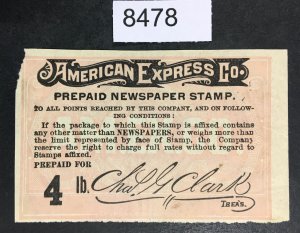 8478
AMERICAN EXPRESS CO.
PREPAID NEWSPAPER STAMP.
TO ALL POINTS REACHED BY THIS COMPANY, AND ON FOLLOW-
ING CONDITIONS:
If the package to which this Stamp is affixed contains
any other matter than NEWSPAPERS, or weighs more than
the limit represented by face of Stamp, the Company
reserve the right to charge full rates without regard to
Stamps affixed.
PREPAID FOR
4 lb. Chas. G Clark
TREAS.